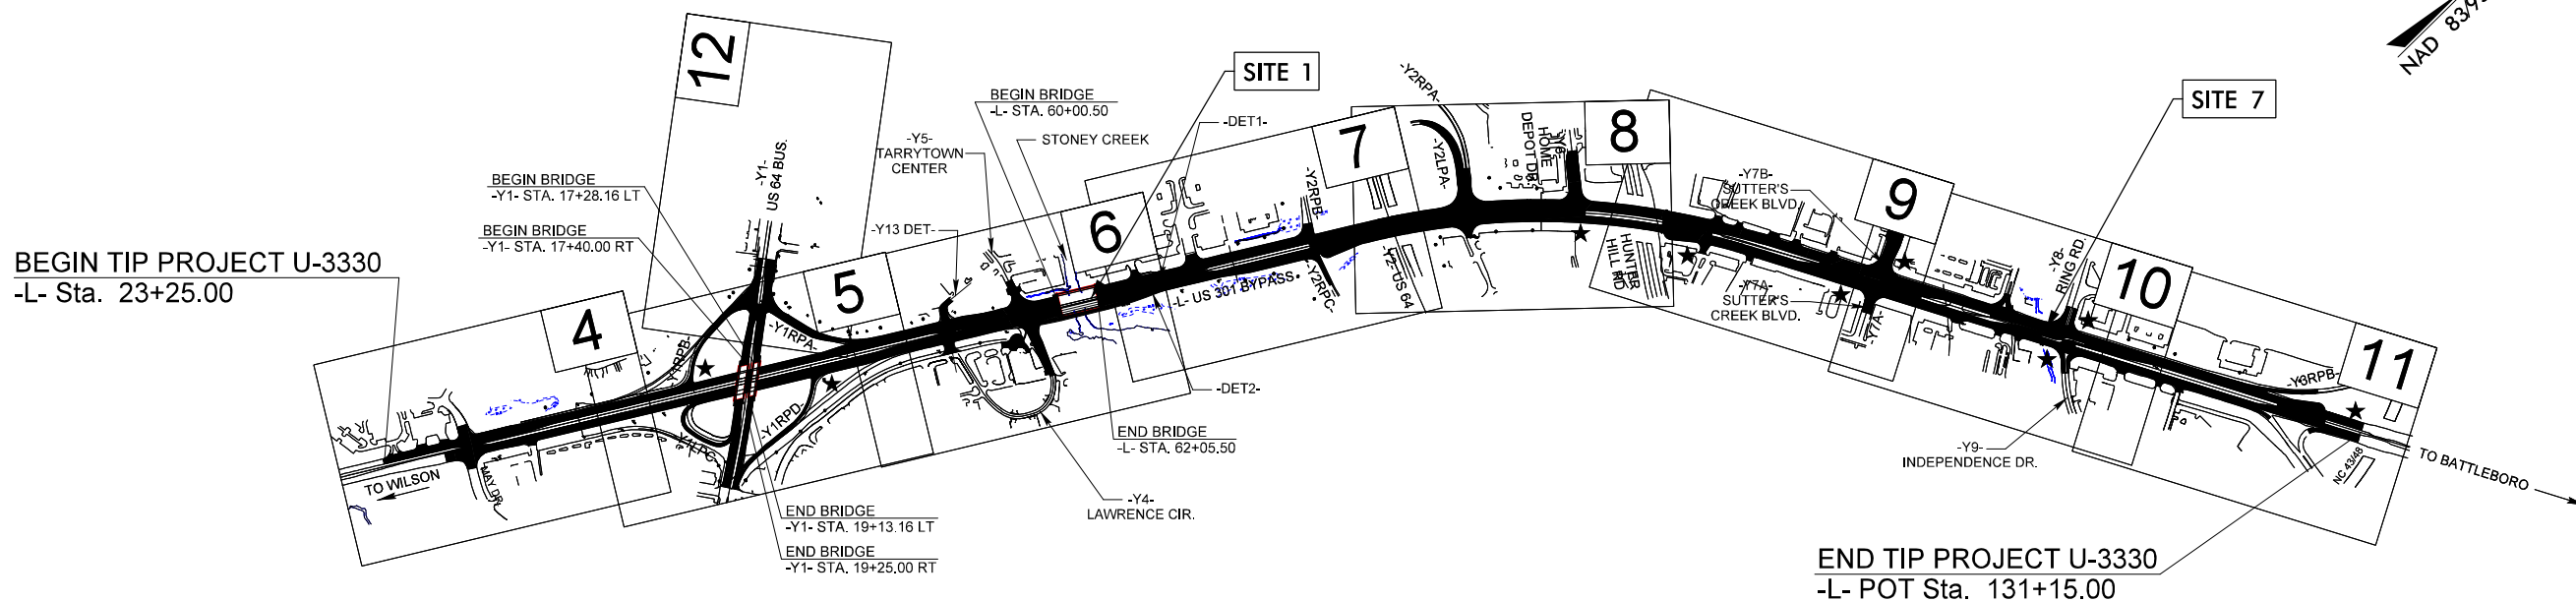 NAD 83/9
12
SITE 1
SITE 7
BEGIN BRIDGE
-L- STA. 60+00.50
STONEY CREEK
-DET1-
-Y5-
TARRYTOWN
CENTER
-Y1-
US 64 BUS.
BEGIN BRIDGE
-Y1- STA. 17+28.16 LT
BEGIN BRIDGE
-Y1- STA. 17+40.00 RT
-Y13 DET-
BEGIN TIP PROJECT U-3330
-L- Sta. 23+25.00
4
5
6
7
8
9
10
11
-Y2RPA-
-Y2LPA-
-Y2RPB-
-Y2RPC-
-Y2- US 64
HOME
DEPOT DR.
-Y6-
HUNTER
HILL RD
-Y7B-
SUTTER'S
CREEK BLVD.
-Y7A-
SUTTER'S
CREEK BLVD.
-Y7A-
-Y8-
RING RD.
-L- US 301 BYPASS
-Y1RPB-
-Y1RPA-
-Y1RPD-
-Y1LPC-
MAY DR.
TO WILSON
-DET2-
END BRIDGE
-L- STA. 62+05.50
-Y4-
LAWRENCE CIR.
END BRIDGE
-Y1- STA. 19+13.16 LT
END BRIDGE
-Y1- STA. 19+25.00 RT
-Y9-
INDEPENDENCE DR.
NC 43/48
TO BATTLEBORO
END TIP PROJECT U-3330
-L- POT Sta. 131+15.00